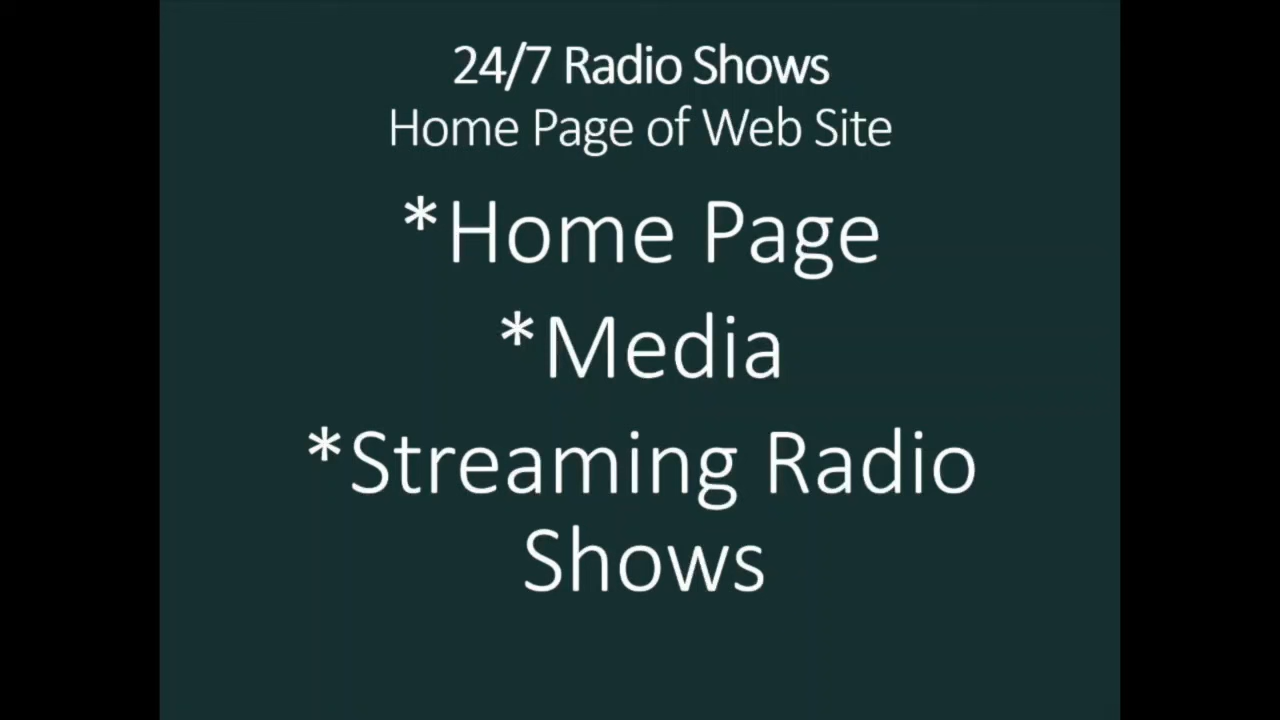 24/7 Radio Shows
Home Page of Web Site
*Home Page
*Media
*Streaming Radio
Shows